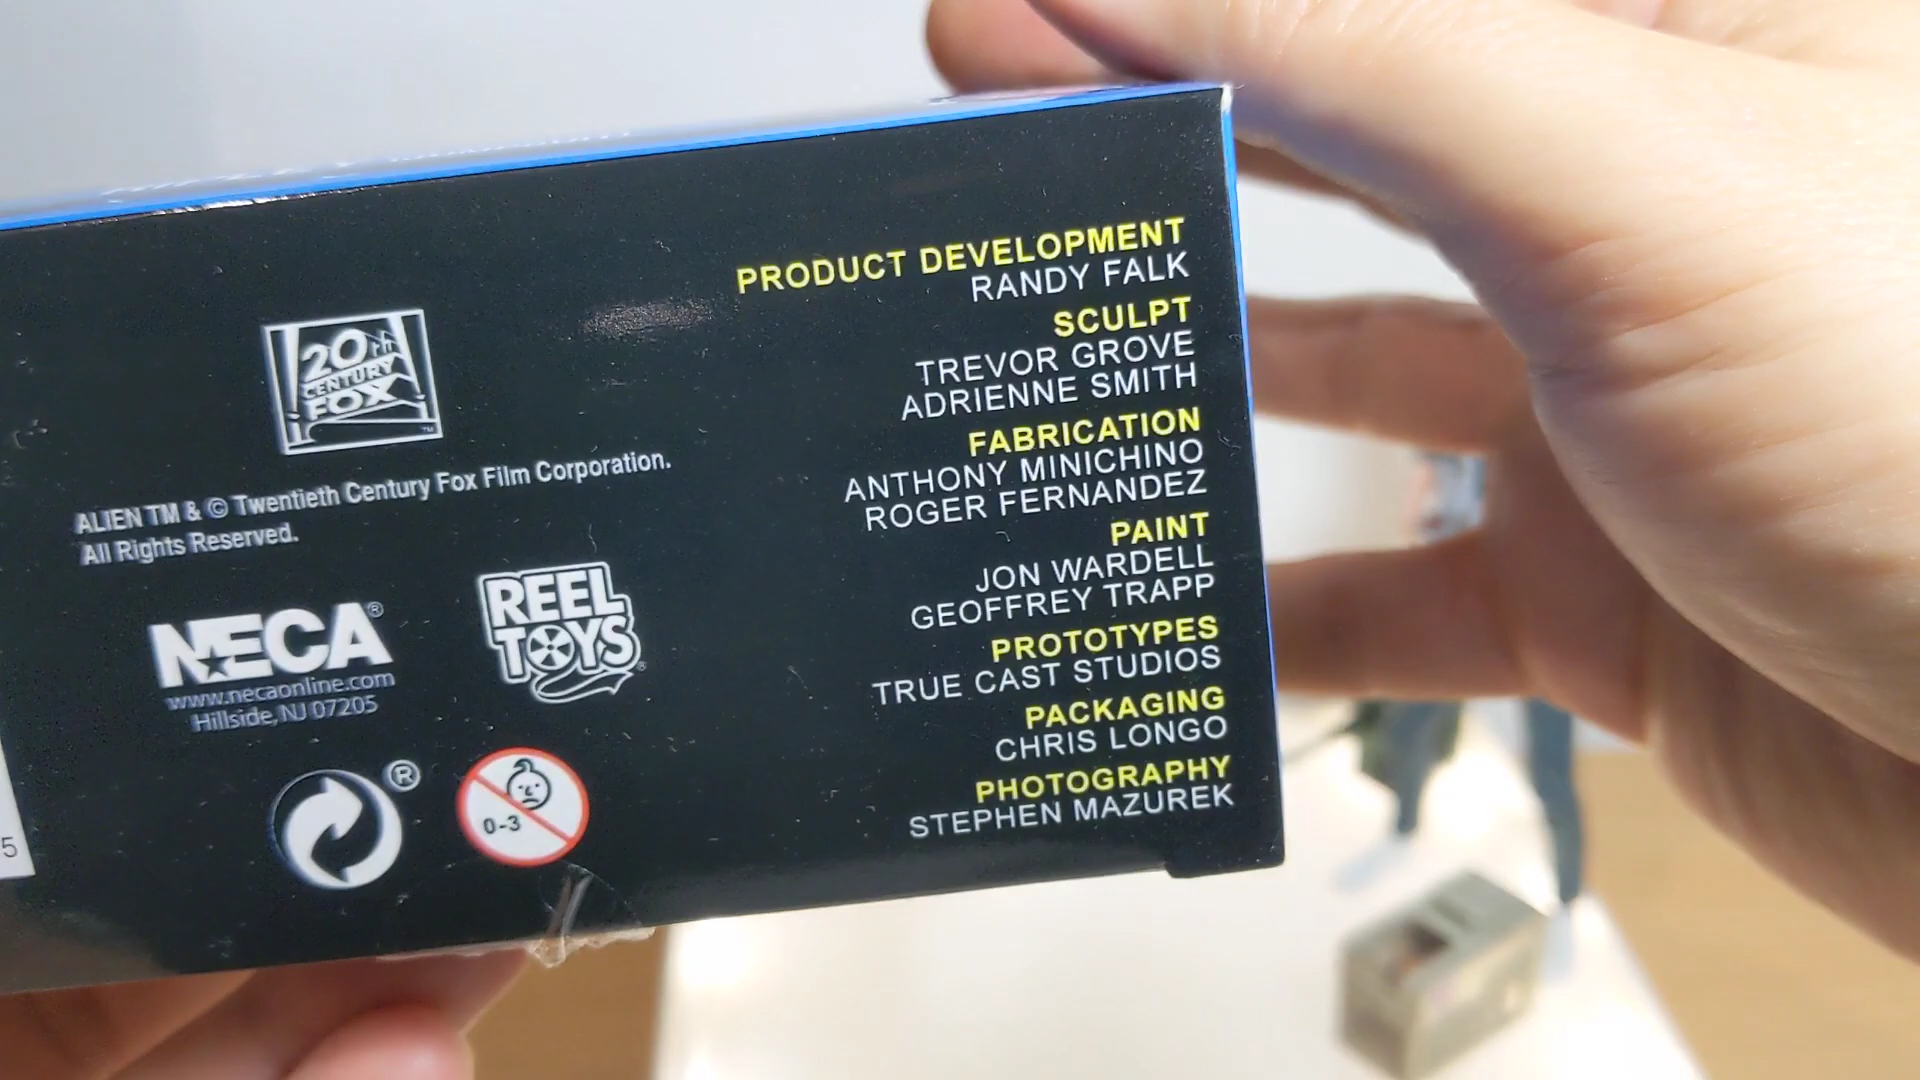 20th
CENTURY
FOX
TM
ALIEN TM & © Twentieth Century Fox Film Corporation.
All Rights Reserved.
NECA®
www.necaonline.com
Hillside, NJ 07205
REEL
TOYS®
®
0-3
5
PRODUCT DEVELOPMENT
RANDY FALK
SCULPT
TREVOR GROVE
ADRIENNE SMITH
FABRICATION
ANTHONY MINICHINO
ROGER FERNANDEZ
PAINT
JON WARDELL
GEOFFREY TRAPP
PROTOTYPES
TRUE CAST STUDIOS
PACKAGING
CHRIS LONGO
PHOTOGRAPHY
STEPHEN MAZUREK